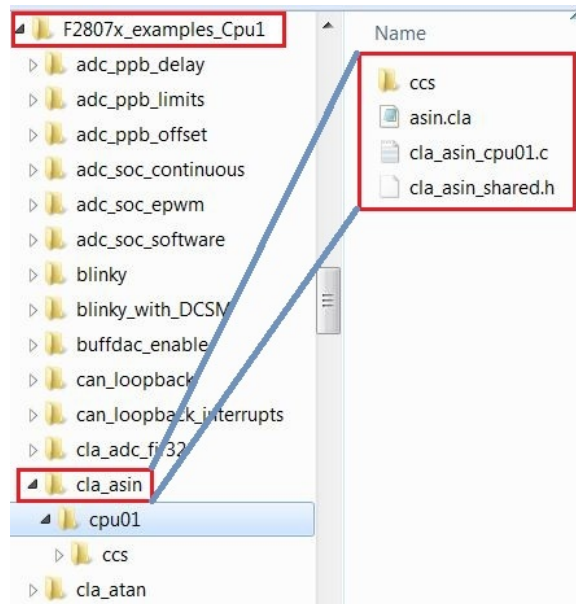 F2807x_examples_Cpu1
adc_ppb_delay
adc_ppb_limits
adc_ppb_offset
adc_soc_continuous
adc_soc_epwm
adc_soc_software
blinky
blinky_with_DCSM
buffdac_enable
can_loopback
can_loopback_interrupts
cla_adc_fir32
cla_asin
cpu01
ccs
cla_atan
Name
ccs
asin.cla
cla_asin_cpu01.c
cla_asin_shared.h